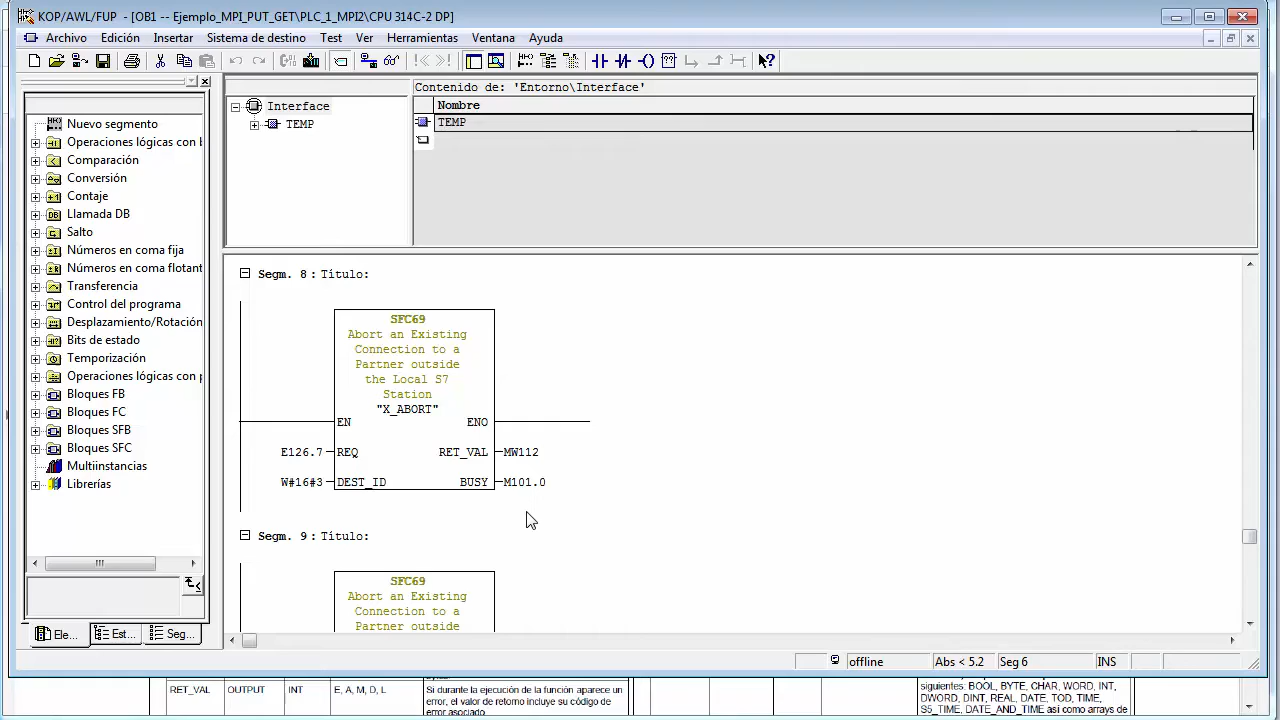 KOP/AWL/FUP - [OB1 -- Ejemplo_MPI_PUT_GET\PLC_1_MPI2\CPU 314C-2 DP]
Archivo Edición Insertar Sistema de destino Test Ver Herramientas Ventana Ayuda
Contenido de: 'Entorno\Interface'
Interface
TEMP
Nombre
TEMP
Nuevo segmento
Operaciones lógicas con b
Comparación
Conversión
Contaje
Llamada DB
Salto
Números en coma fija
Números en coma flotant
Transferencia
Control del programa
Desplazamiento/Rotación
Bits de estado
Temporización
Operaciones lógicas con p
Bloques FB
Bloques FC
Bloques SFB
Bloques SFC
Multiinstancias
Librerías
Ele...
Est...
Seg...
Segm. 8 : Título:
SFC69
Abort an Existing
Connection to a
Partner outside
the Local S7
Station
"X_ABORT"
EN ENO
E126.7 REQ RET_VAL MW112
W#16#3 DEST_ID BUSY M101.0
Segm. 9 : Título:
SFC69
Abort an Existing
Connection to a
Partner outside
offline Abs < 5.2 Seg 6 INS
RET_VAL OUTPUT INT E, A, M, D, L
Si durante la ejecución de la función aparece un
error, el valor de retorno incluye su código de
error asociado
siguientes: BOOL, BYTE, CHAR, WORD, INT,
DWORD, DINT, REAL, DATE, TOD, TIME,
S5_TIME, DATE_AND_TIME así como arrays de